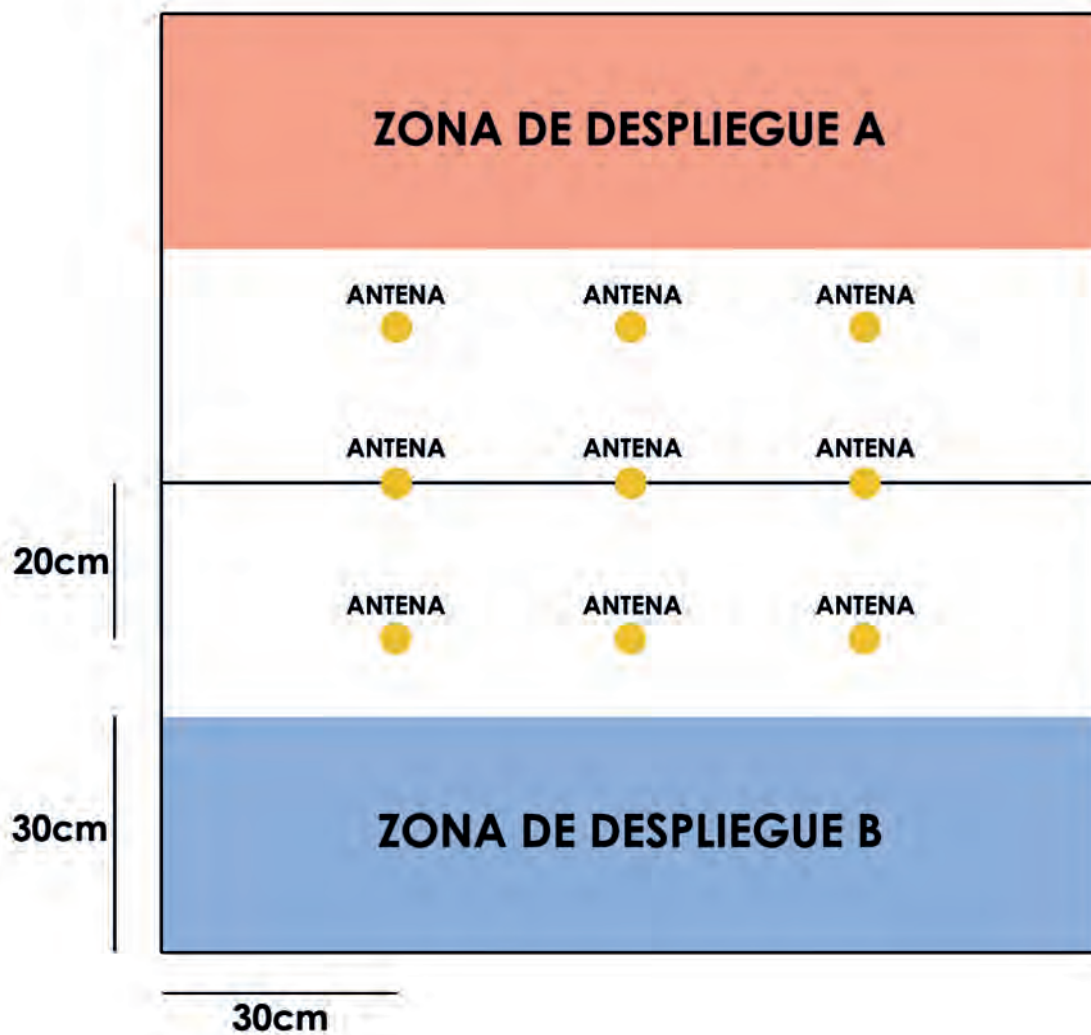 ZONA DE DESPLIEGUE A
ANTENA ANTENA ANTENA
ANTENA ANTENA ANTENA
20cm
ANTENA ANTENA ANTENA
30cm
ZONA DE DESPLIEGUE B
30cm